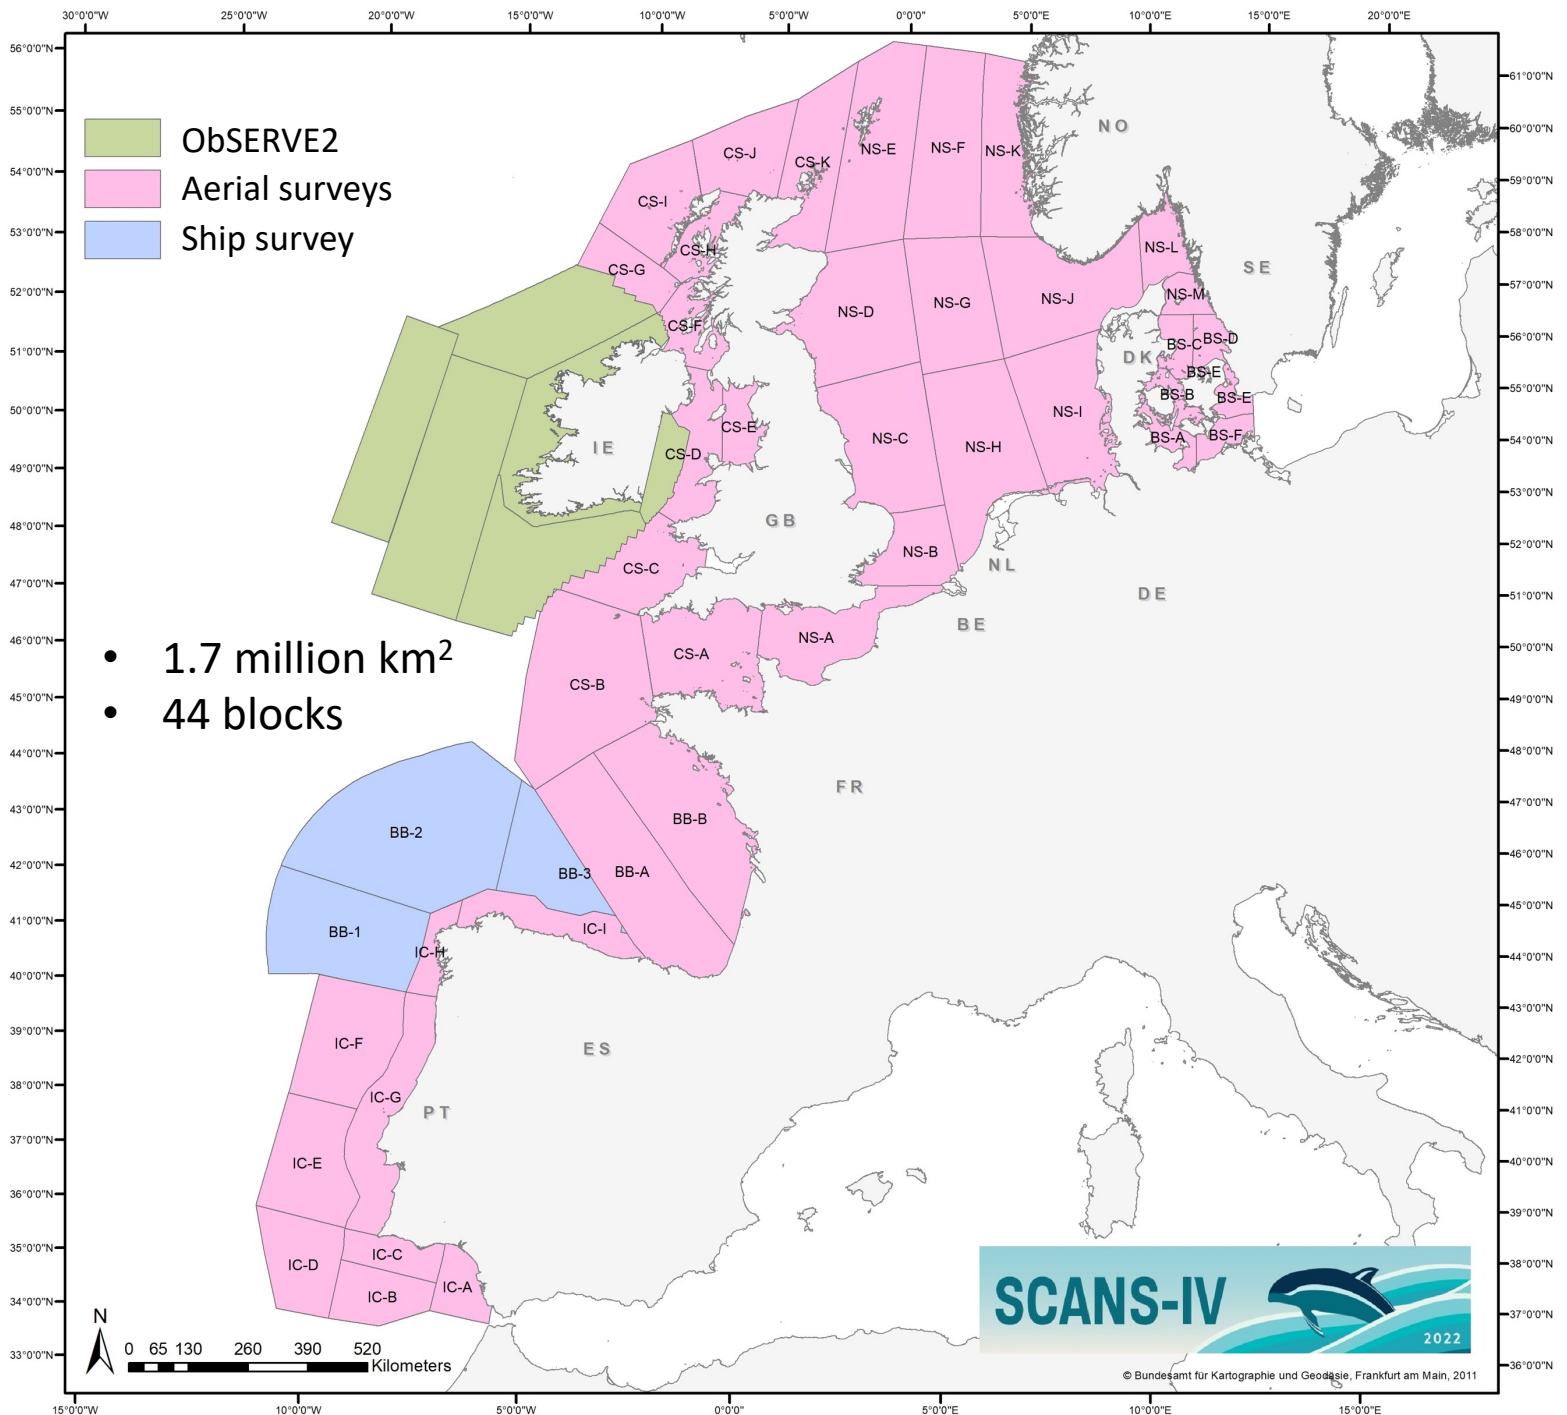 30°0'0"W 25°0'0"W 20°0'0"W 15°0'0"W 10°0'0"W 5°0'0"W 0°0'0" 5°0'0"E 10°0'0"E 15°0'0"E 20°0'0"E
56°0'0"N
61°0'0"N
55°0'0"N
NO
60°0'0"N
ObSERVE2
CS-J
CS-K
NS-E
NS-F
NS-K
54°0'0"N
59°0'0"N
Aerial surveys
CS-I
53°0'0"N
58°0'0"N
Ship survey
CS-H
NS-L
CS-G
SE
52°0'0"N
57°0'0"N
NS-D
NS-G
NS-J
NS-M
CS-F
56°0'0"N
51°0'0"N
DK
BS-C
BS-D
BS-E
55°0'0"N
BS-B
BS-E
50°0'0"N
IE
CS-E
NS-I
NS-C
NS-H
BS-A
BS-F
54°0'0"N
CS-D
49°0'0"N
53°0'0"N
48°0'0"N
GB
52°0'0"N
CS-C
NS-B
NL
47°0'0"N
DE
51°0'0"N
BE
46°0'0"N
NS-A
50°0'0"N
• 1.7 million km²
CS-A
CS-B
45°0'0"N
49°0'0"N
• 44 blocks
44°0'0"N
48°0'0"N
FR
43°0'0"N
47°0'0"N
BB-2
BB-B
42°0'0"N
46°0'0"N
BB-3
BB-A
41°0'0"N
45°0'0"N
BB-1
IC-I
IC-H
40°0'0"N
44°0'0"N
39°0'0"N
43°0'0"N
IC-F
ES
42°0'0"N
38°0'0"N
IC-G
PT
41°0'0"N
37°0'0"N
IC-E
40°0'0"N
36°0'0"N
39°0'0"N
35°0'0"N
IC-D
IC-C
38°0'0"N
IC-B
IC-A
34°0'0"N
37°0'0"N
SCANS-IV
2022
N
33°0'0"N
36°0'0"N
0 65 130 260 390 520
Kilometers
© Bundesamt für Kartographie und Geodäsie, Frankfurt am Main, 2011
15°0'0"W 10°0'0"W 5°0'0"W 0°0'0" 5°0'0"E 10°0'0"E 15°0'0"E